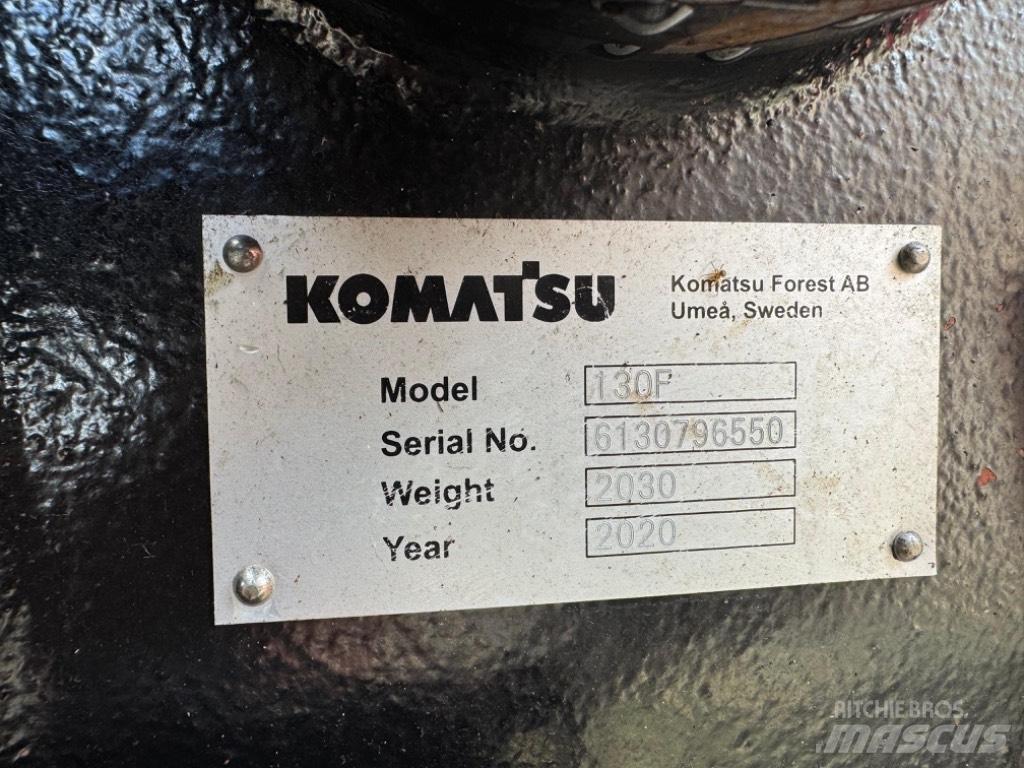 KOMATSU
Komatsu Forest AB
Umeå, Sweden
Model 130F
Serial No. 6130796550
Weight 2030
Year 2020
RITCHIE BROS.
MASCUS